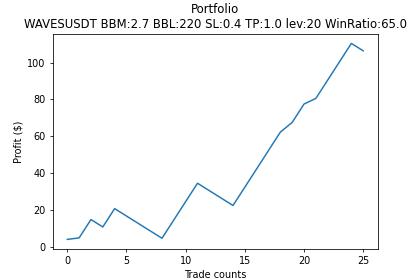 Portfolio
WAVESUSDT BBM:2.7 BBL:220 SL:0.4 TP:1.0 lev:20 WinRatio:65.0
100
80
60
40
20
0
Profit ($)
0 5 10 15 20 25
Trade counts